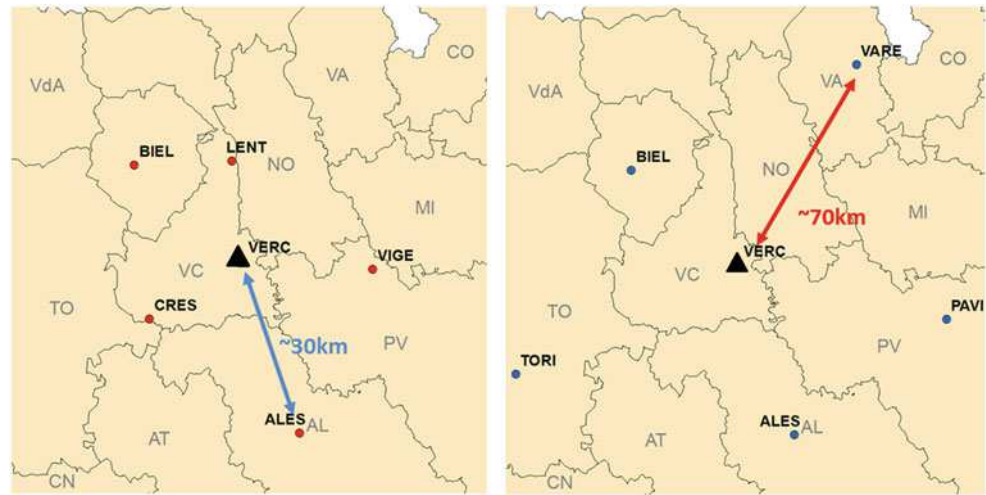 CO
VA
VdA
BIEL
LENT
NO
MI
VERC
VC
VIGE
CRES
TO
~30km
PV
ALES
AL
AT
CN
VARE
CO
VA
VdA
BIEL
NO
~70km
MI
VERC
VC
TO
PAVI
PV
TORI
ALES
AL
AT
CN